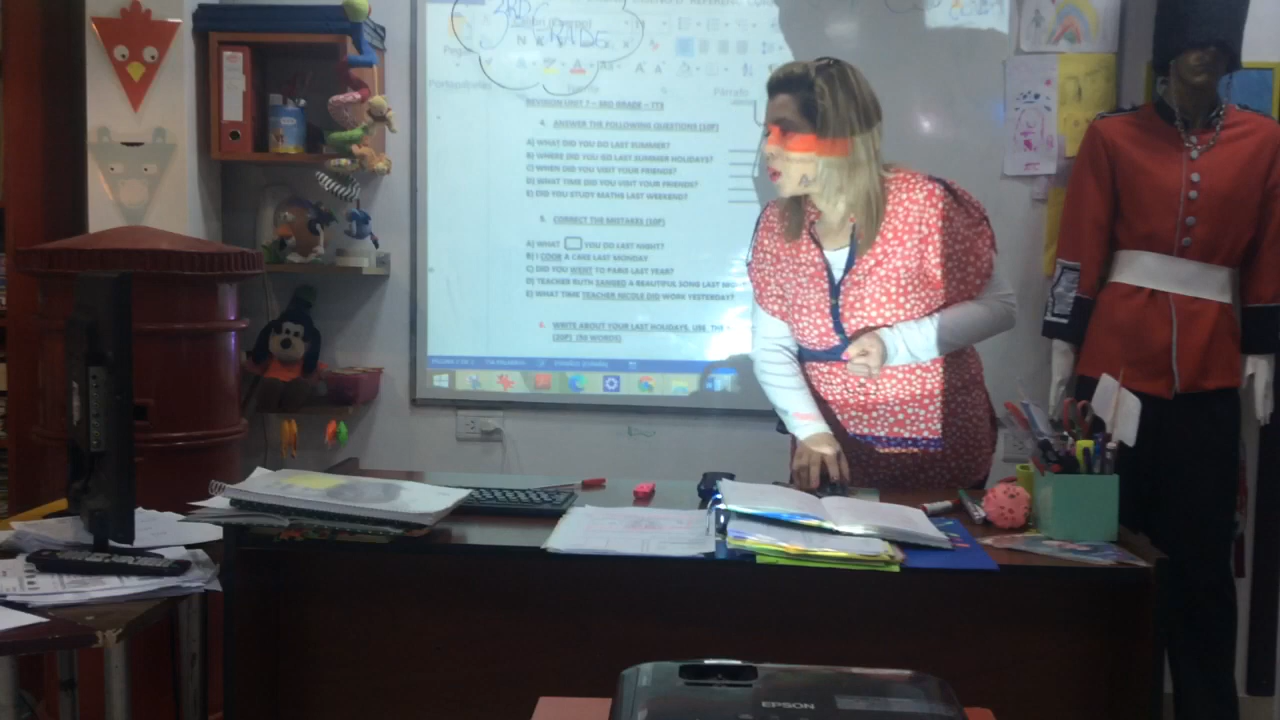 3RD
GRADE
REVISION UNIT 7 – 3RD GRADE – TT3
4. ANSWER THE FOLLOWING QUESTIONS (10P)
A) WHAT DID YOU DO LAST SUMMER?
B) WHERE DID YOU GO LAST SUMMER HOLIDAYS?
C) WHEN DID YOU VISIT YOUR FRIENDS?
D) WHAT TIME DID YOU VISIT YOUR FRIENDS?
E) DID YOU STUDY MATHS LAST WEEKEND?
5. CORRECT THE MISTAKES (10P)
A) WHAT YOU DO LAST NIGHT?
B) I COOK A CAKE LAST MONDAY
C) DID YOU WENT TO PARIS LAST YEAR?
D) TEACHER RUTH SANGED A BEAUTIFUL SONG LAST
E) WHAT TIME TEACHER NICOLE DID WORK YESTERDAY?
6. WRITE ABOUT YOUR LAST HOLIDAYS. USE THE
(20P) (50 WORDS)
EPSON